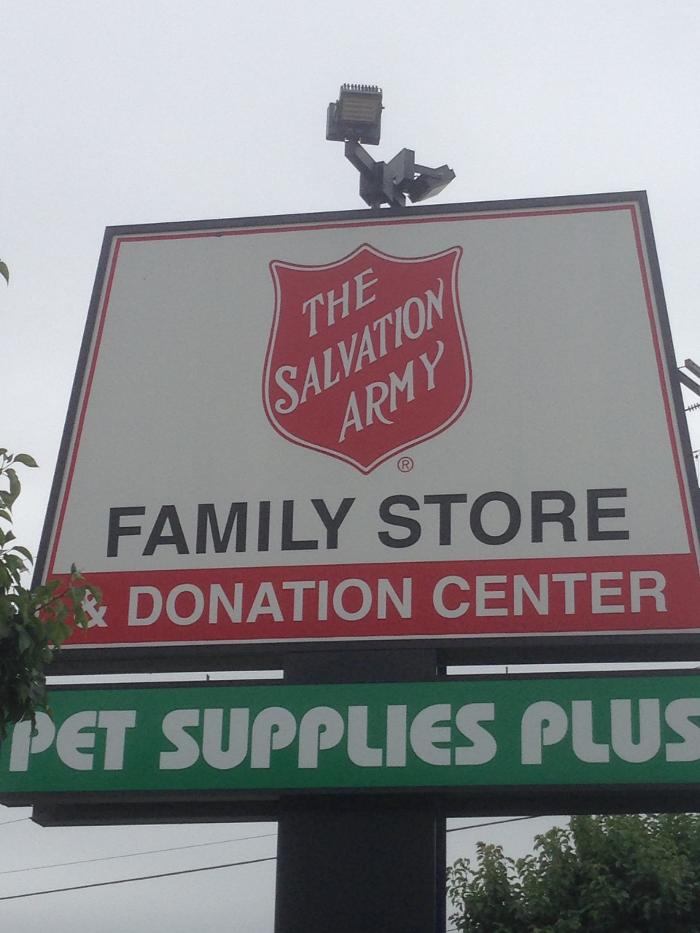 THE
SALVATION
ARMY
®
FAMILY STORE
& DONATION CENTER
PET SUPPLIES PLUS